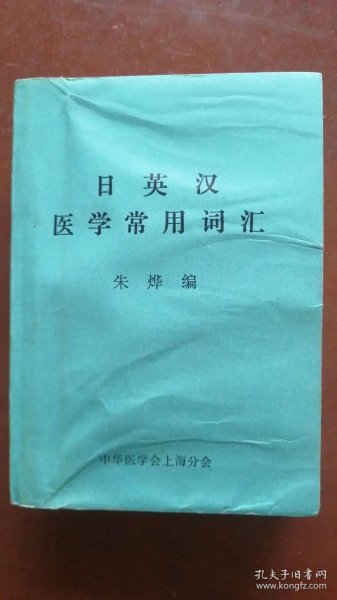 日英汉
医学常用词汇
朱烨编
中华医学会上海分会
孔夫子旧书网
www.kongfz.com